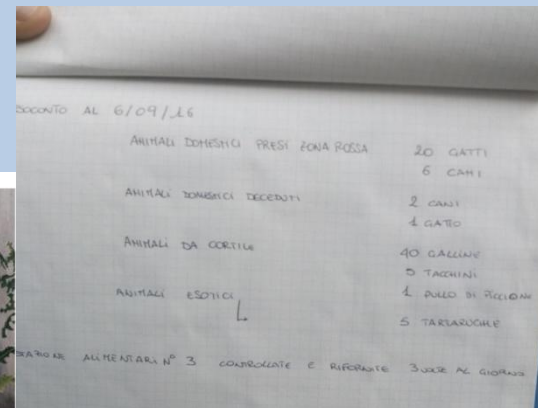 SOCONTO AL 6/09/16
ANIMALI DOMESTICI PRESI ZONA ROSSA 20 GATTI
6 CANI
ANIMALI DOMESTICI DECEDUTI 2 CANI
1 GATTO
ANIMALI DA CORTILE 40 GALLINE
5 TACCHINI
1 PULLO DI PICCIONE
ANIMALI ESOTICI
5 TARTARUGHE
ALIMENTARI N° 3 CONTROLLATE E RIFORNITE 3 VOLTE AL GIORNO